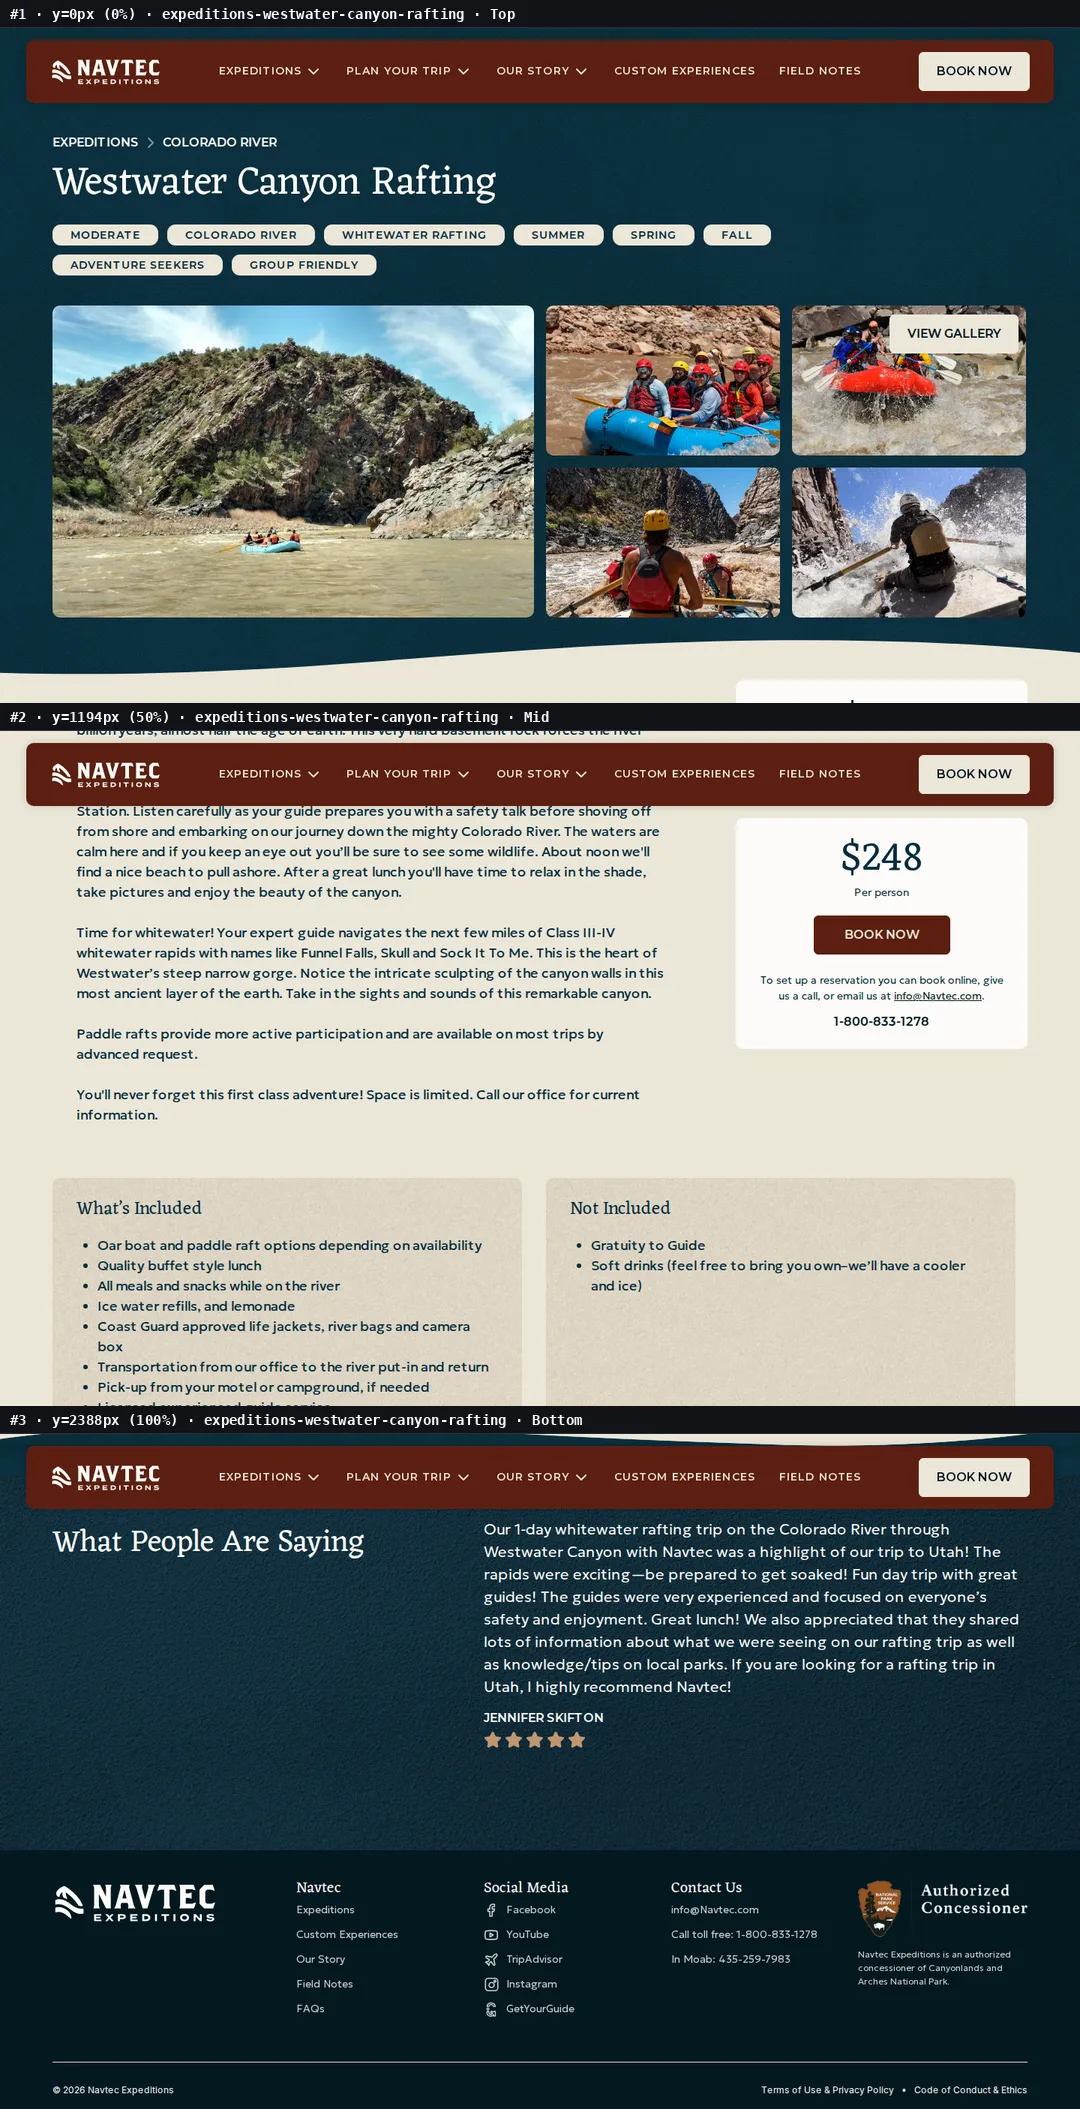 #1 · y=0px (0%) · expeditions-westwater-canyon-rafting · Top
NAVTEC
EXPEDITIONS
EXPEDITIONS
PLAN YOUR TRIP
OUR STORY
CUSTOM EXPERIENCES
FIELD NOTES
BOOK NOW
EXPEDITIONS > COLORADO RIVER
Westwater Canyon Rafting
MODERATE
COLORADO RIVER
WHITEWATER RAFTING
SUMMER
SPRING
FALL
ADVENTURE SEEKERS
GROUP FRIENDLY
VIEW GALLERY
#2 · y=1194px (50%) · expeditions-westwater-canyon-rafting · Mid
billion years, almost half the age of earth. This very hard basement rock forces the river
NAVTEC
EXPEDITIONS
EXPEDITIONS
PLAN YOUR TRIP
OUR STORY
CUSTOM EXPERIENCES
FIELD NOTES
BOOK NOW
Station. Listen carefully as your guide prepares you with a safety talk before shoving off
from shore and embarking on our journey down the mighty Colorado River. The waters are
calm here and if you keep an eye out you'll be sure to see some wildlife. About noon we'll
find a nice beach to pull ashore. After a great lunch you'll have time to relax in the shade,
take pictures and enjoy the beauty of the canyon.
Time for whitewater! Your expert guide navigates the next few miles of Class III-IV
whitewater rapids with names like Funnel Falls, Skull and Sock It To Me. This is the heart of
Westwater's steep narrow gorge. Notice the intricate sculpting of the canyon walls in this
most ancient layer of the earth. Take in the sights and sounds of this remarkable canyon.
Paddle rafts provide more active participation and are available on most trips by
advanced request.
You'll never forget this first class adventure! Space is limited. Call our office for current
information.
$248
Per person
BOOK NOW
To set up a reservation you can book online, give
us a call, or email us at info@Navtec.com.
1-800-833-1278
What's Included
Oar boat and paddle raft options depending on availability
Quality buffet style lunch
All meals and snacks while on the river
Ice water refills, and lemonade
Coast Guard approved life jackets, river bags and camera
box
Transportation from our office to the river put-in and return
Pick-up from your motel or campground, if needed
Licensed experienced guide service
Not Included
Gratuity to Guide
Soft drinks (feel free to bring you own–we'll have a cooler
and ice)
#3 · y=2388px (100%) · expeditions-westwater-canyon-rafting · Bottom
NAVTEC
EXPEDITIONS
EXPEDITIONS
PLAN YOUR TRIP
OUR STORY
CUSTOM EXPERIENCES
FIELD NOTES
BOOK NOW
What People Are Saying
Our 1-day whitewater rafting trip on the Colorado River through
Westwater Canyon with Navtec was a highlight of our trip to Utah! The
rapids were exciting—be prepared to get soaked! Fun day trip with great
guides! The guides were very experienced and focused on everyone's
safety and enjoyment. Great lunch! We also appreciated that they shared
lots of information about what we were seeing on our rafting trip as well
as knowledge/tips on local parks. If you are looking for a rafting trip in
Utah, I highly recommend Navtec!
JENNIFER SKIFTON
NAVTEC
EXPEDITIONS
Navtec
Expeditions
Custom Experiences
Our Story
Field Notes
FAQs
Social Media
Facebook
YouTube
TripAdvisor
Instagram
GetYourGuide
Contact Us
info@Navtec.com
Call toll free: 1-800-833-1278
In Moab: 435-259-7983
NATIONAL
PARK
SERVICE
Authorized
Concessioner
Navtec Expeditions is an authorized
concessioner of Canyonlands and
Arches National Park.
© 2026 Navtec Expeditions
Terms of Use & Privacy Policy • Code of Conduct & Ethics